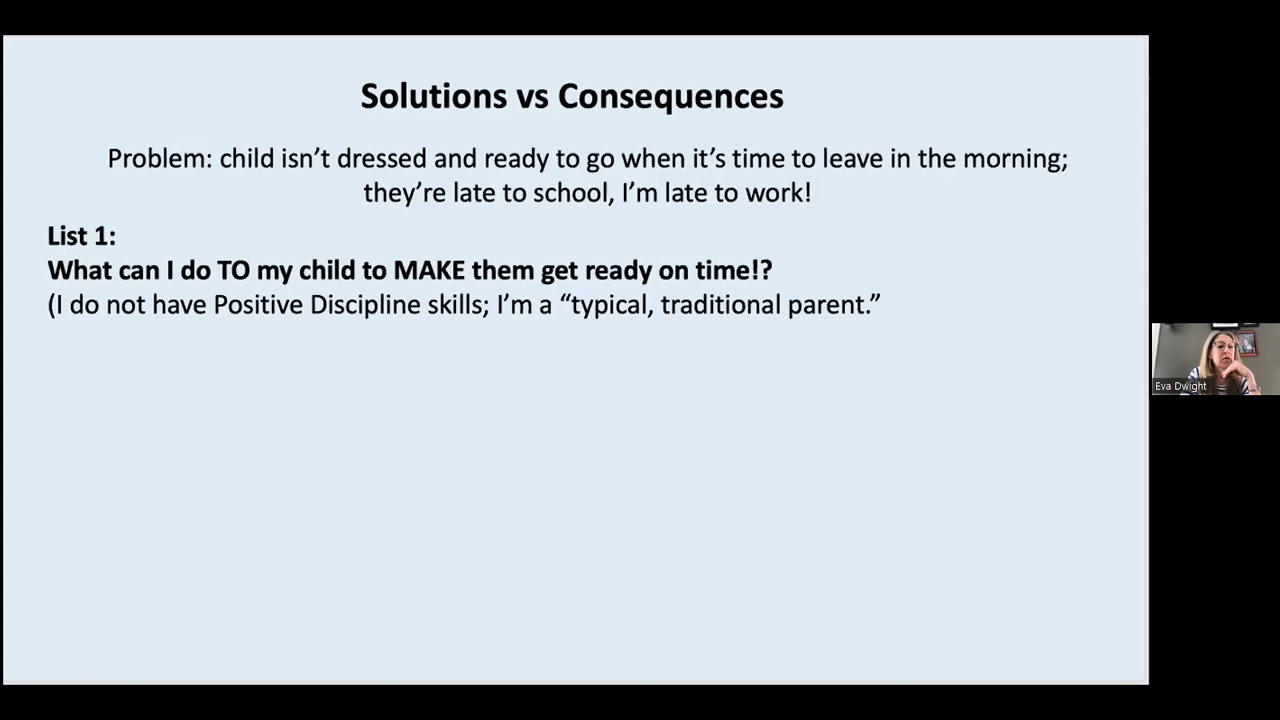 Solutions vs Consequences
Problem: child isn’t dressed and ready to go when it’s time to leave in the morning;
they’re late to school, I’m late to work!
List 1:
What can I do TO my child to MAKE them get ready on time!?
(I do not have Positive Discipline skills; I’m a “typical, traditional parent.”
Eva Dwight